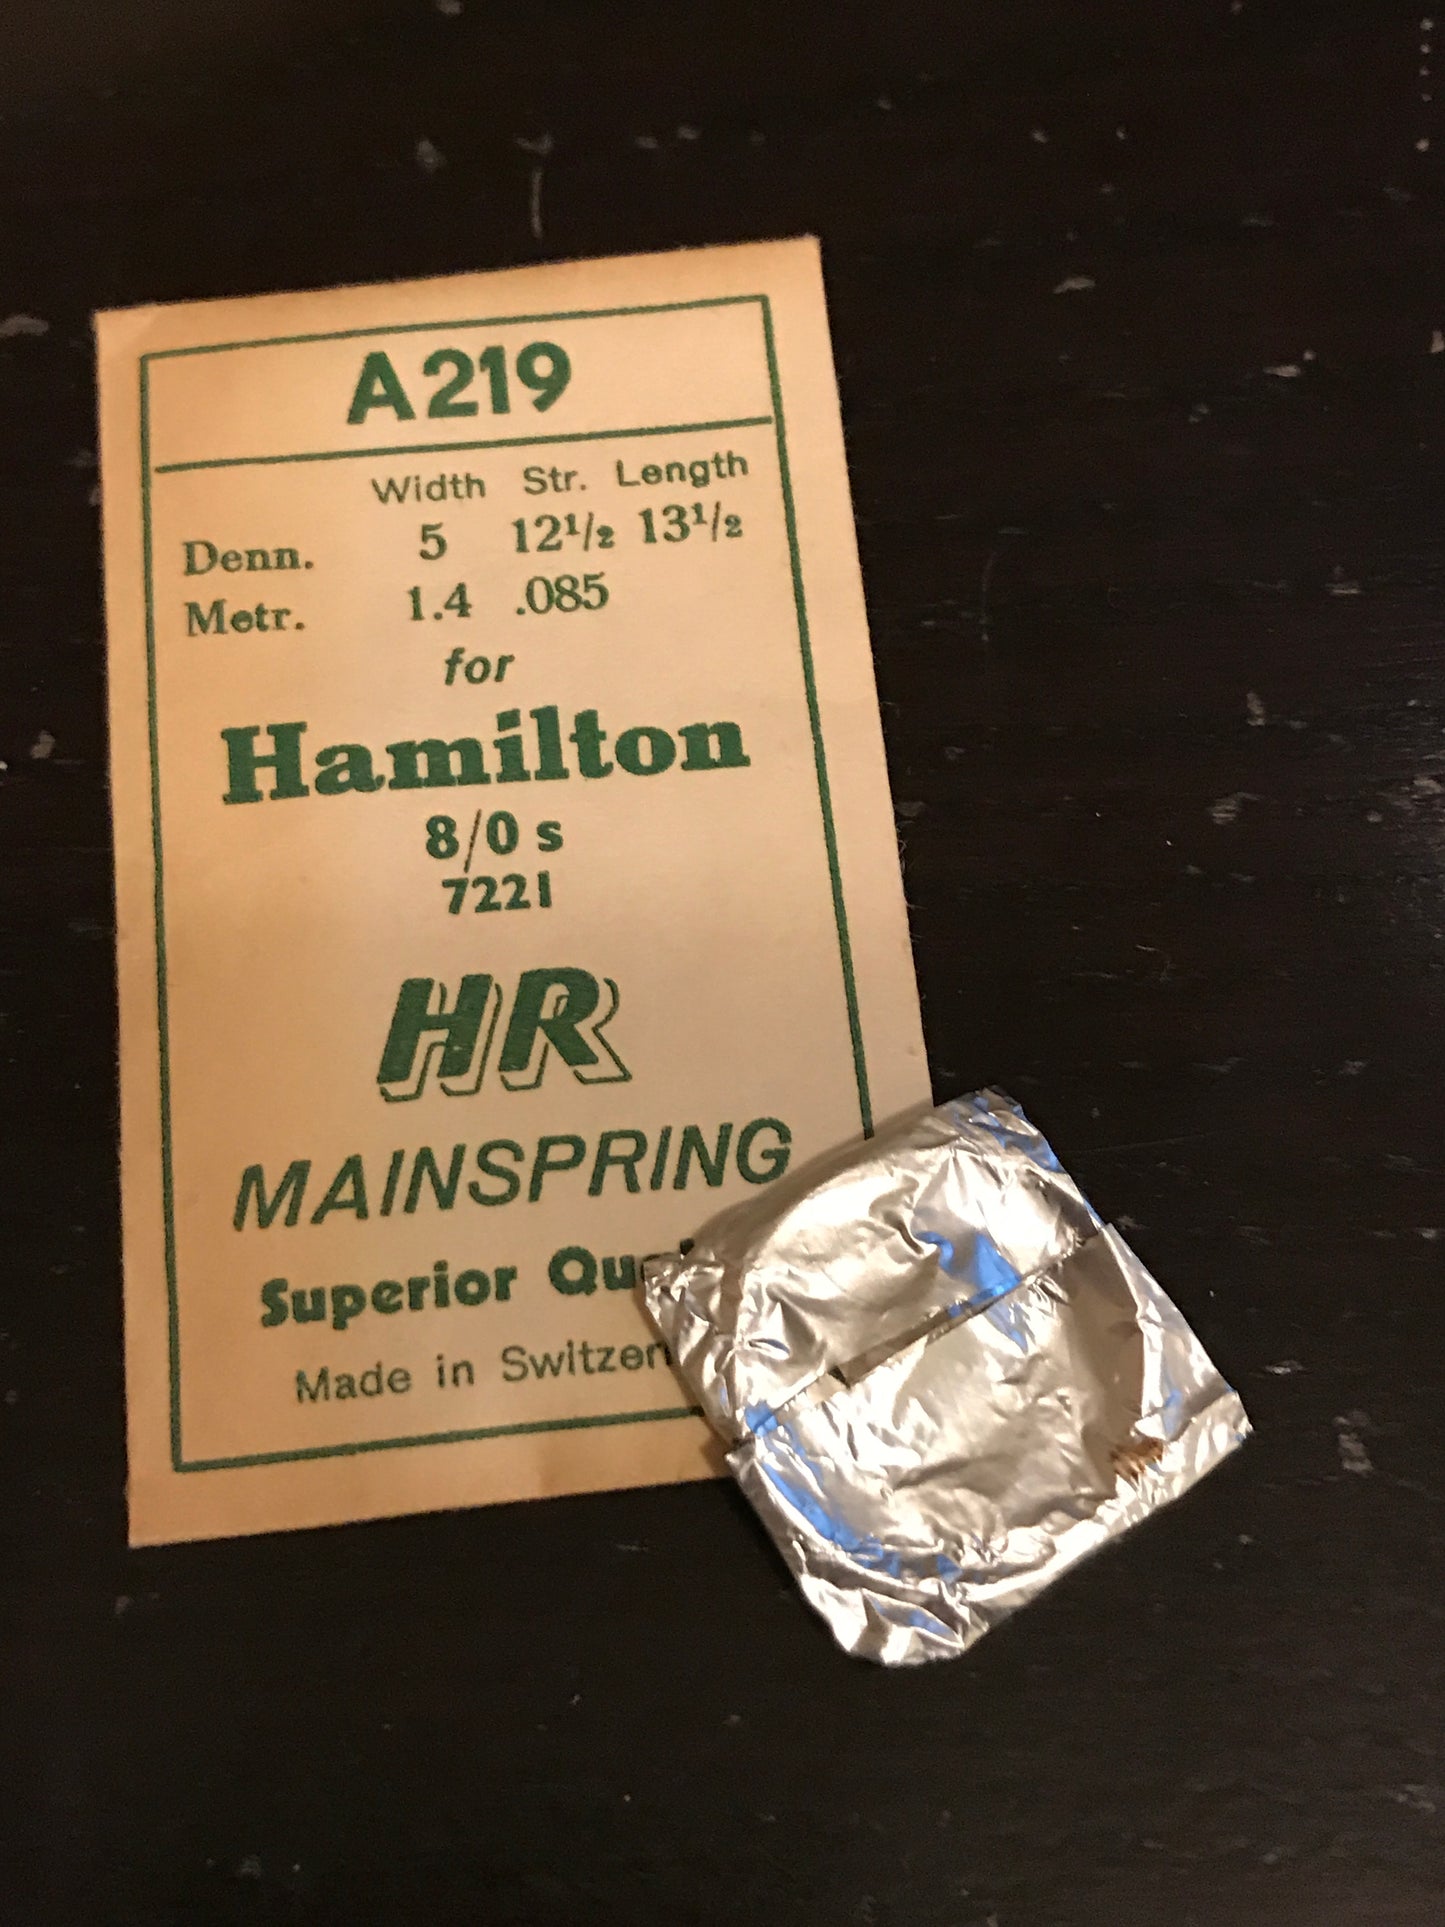 A219
Width Str. Length
Denn. 5 12½ 13½
Metr. 1.4 .085
for
Hamilton
8/0 s
7221
HR
MAINSPRING
Superior
Made in